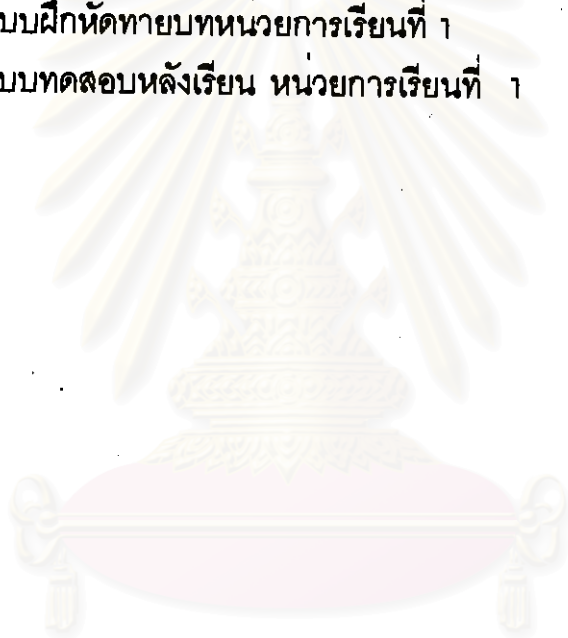 บบฝึกหัดทายบทหนวยการเรียนที่ 1
บบทดสอบหลังเรียน หน่วยการเรียนที่ 1